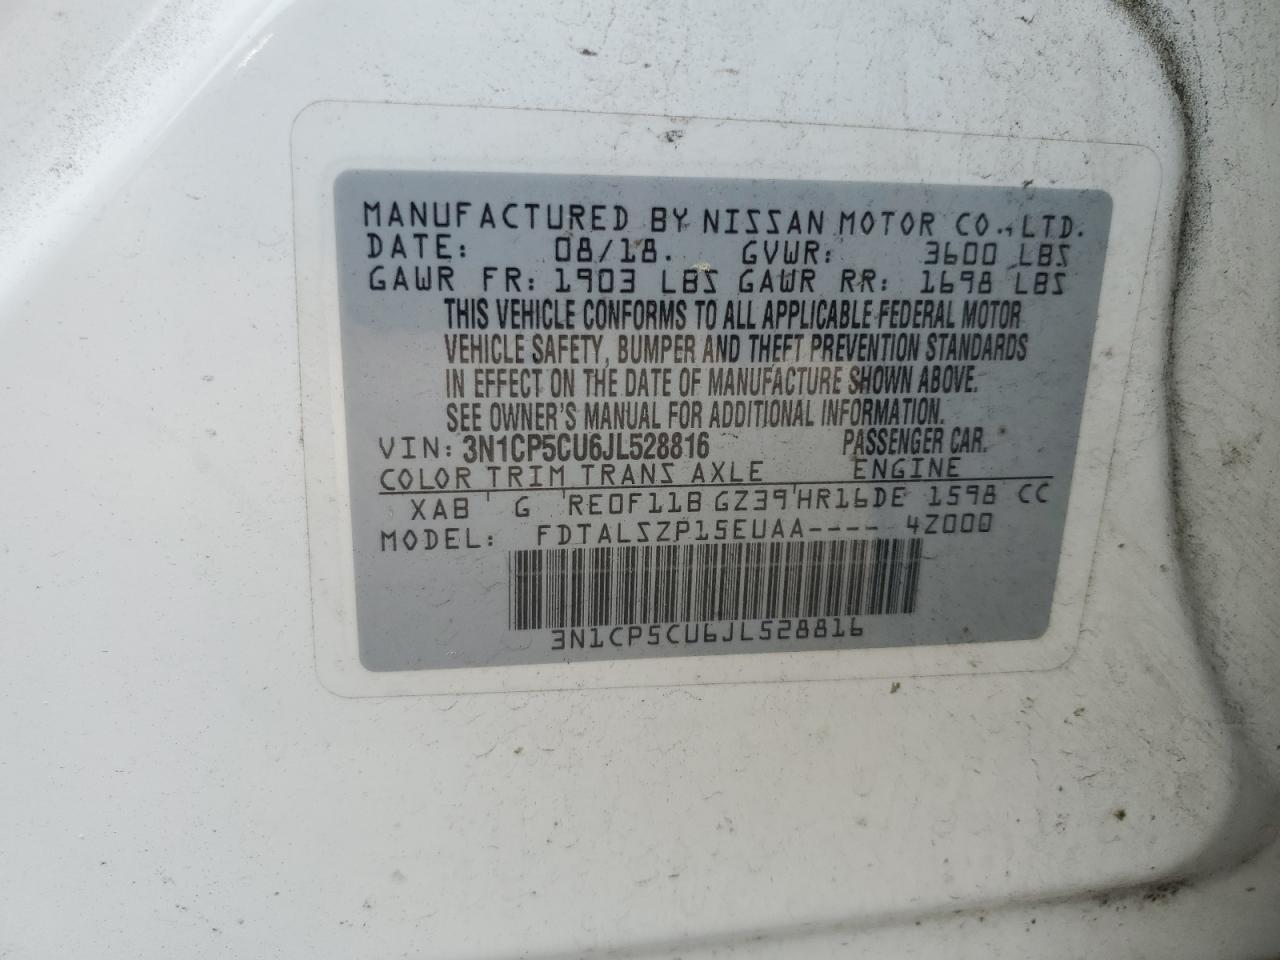 MANUFACTURED BY NISSAN MOTOR CO., LTD.
DATE: 08/18. GVWR: 3600 LBS
GAWR FR: 1903 LBS GAWR RR: 1698 LBS
THIS VEHICLE CONFORMS TO ALL APPLICABLE FEDERAL MOTOR
VEHICLE SAFETY, BUMPER AND THEFT PREVENTION STANDARDS
IN EFFECT ON THE DATE OF MANUFACTURE SHOWN ABOVE.
SEE OWNER'S MANUAL FOR ADDITIONAL INFORMATION.
VIN: 3N1CP5CU6JL528816 PASSENGER CAR.
COLOR TRIM TRANS AXLE ENGINE
XAB G RE0F11B GZ39 HR16DE 1598 CC
MODEL: FDTALSZP15EUAA---- 4Z000
3N1CP5CU6JL528816